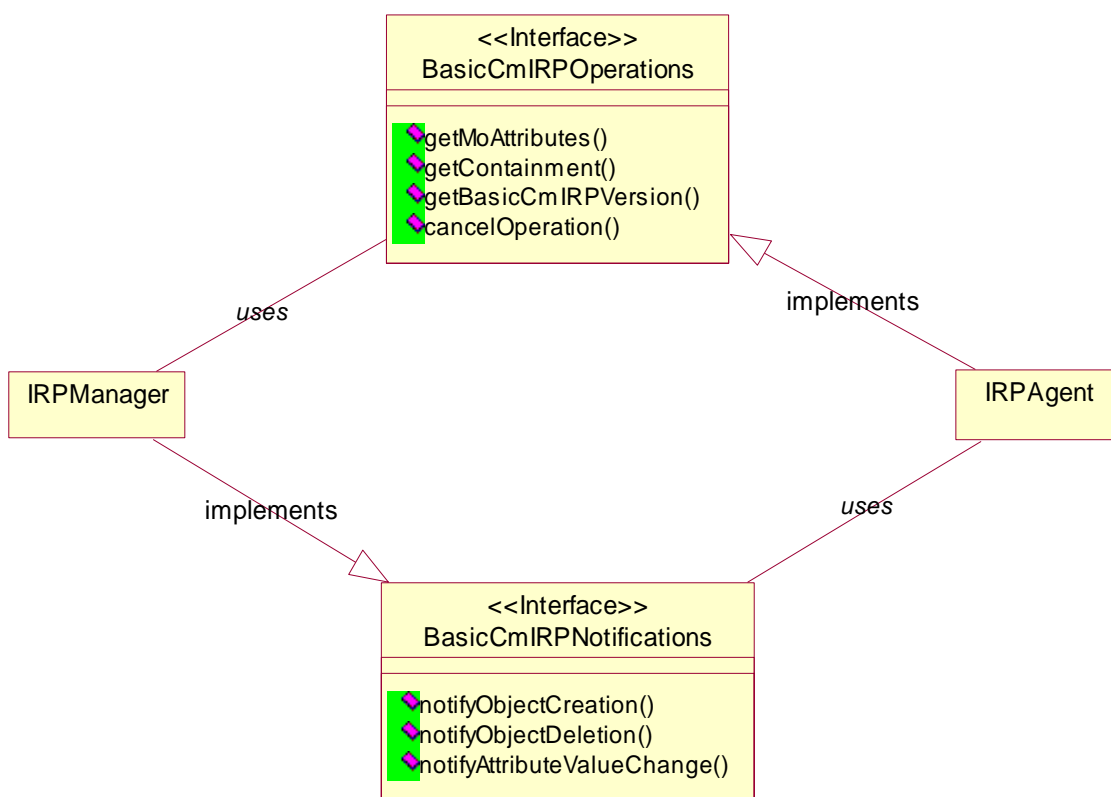 <<Interface>>
BasicCmIRPOperations
getMoAttributes()
getContainment()
getBasicCmIRPVersion()
cancelOperation()
uses
implements
IRPManager
IRPAgent
implements
uses
<<Interface>>
BasicCmIRPNotifications
notifyObjectCreation()
notifyObjectDeletion()
notifyAttributeValueChange()